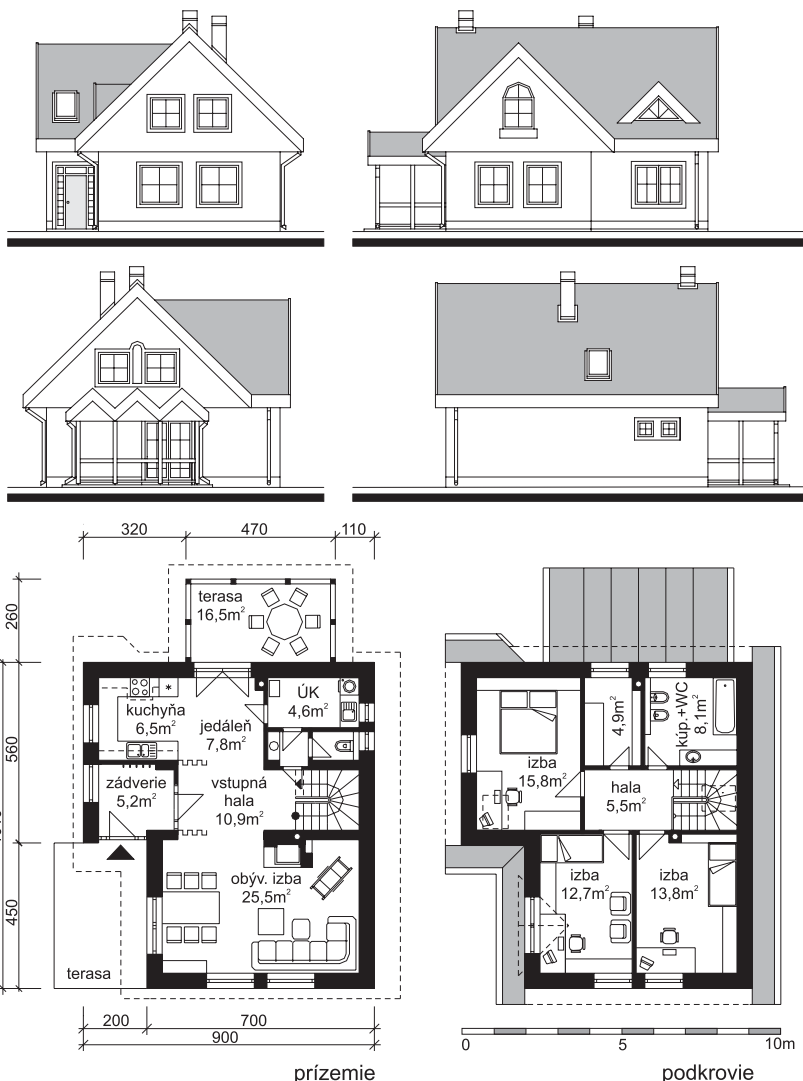 320
470
110
260
560
450
terasa
16,5m²
kuchyňa
6,5m²
jedáleň
7,8m²
ÚK
4,6m²
zádverie
5,2m²
vstupná
hala
10,9m²
obýv. izba
25,5m²
terasa
200
700
900
prízemie
izba
15,8m²
4,9m²
kúp.+WC
8,1m²
hala
5,5m²
izba
12,7m²
izba
13,8m²
0
5
10m
podkrovie